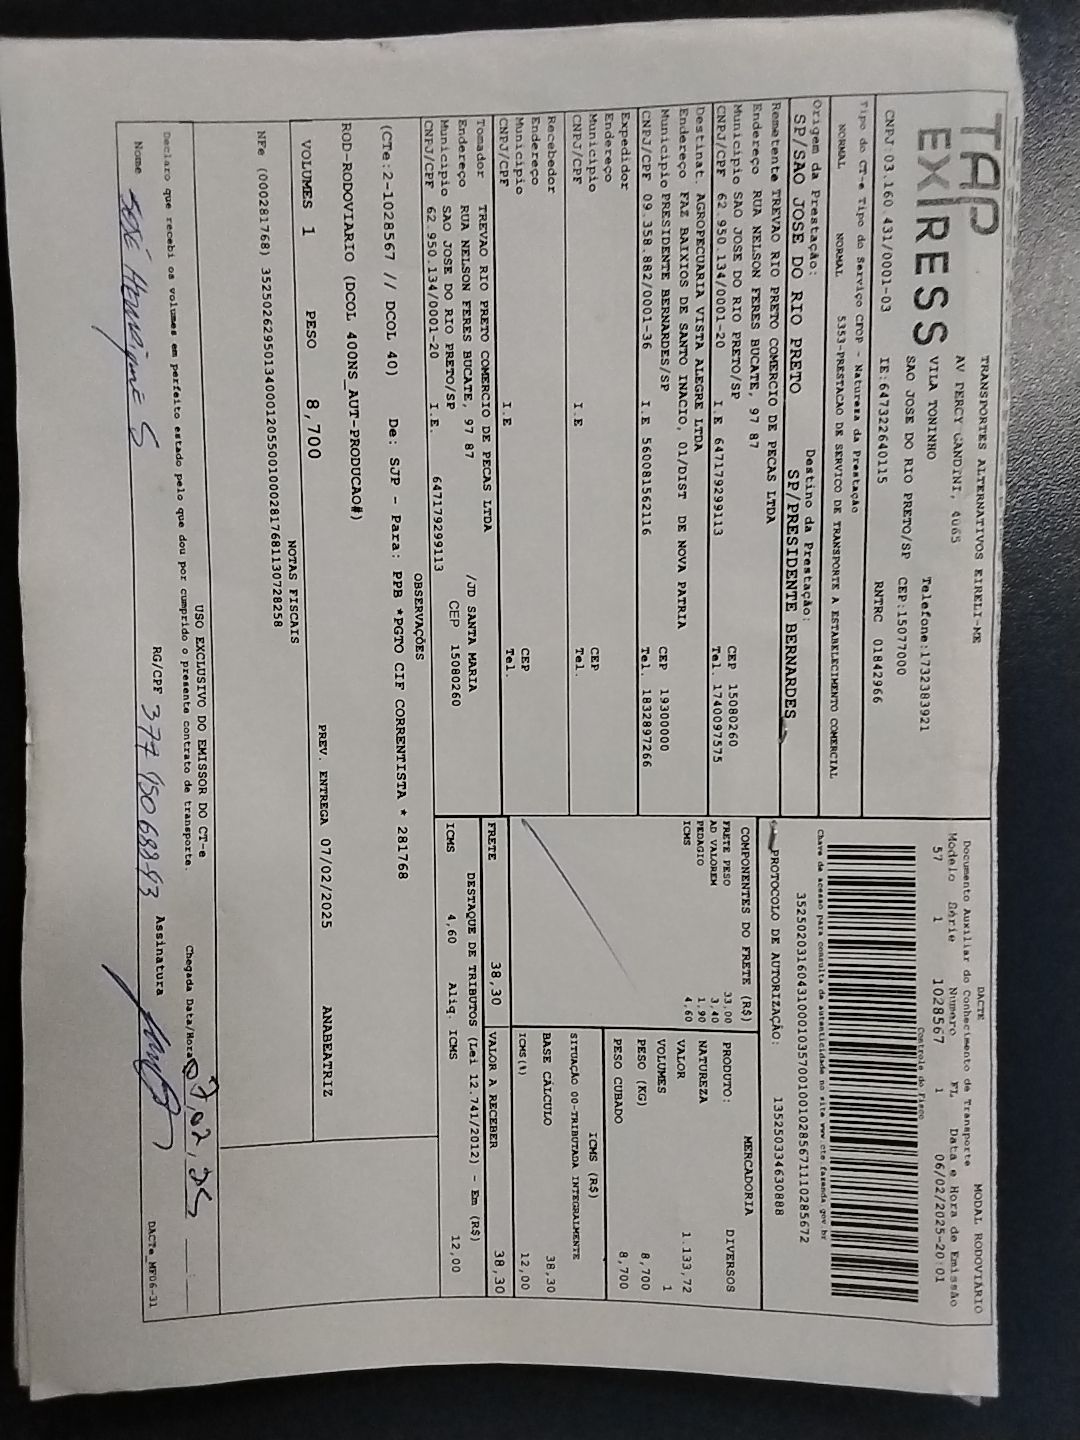 TAP
EXPRESS
TRANSPORTES ALTERNATIVOS EIRELI-ME
AV PERCY GANDINI, 4065
VILA TONINHO Telefone:1732383921
SAO JOSE DO RIO PRETO/SP CEP:15077000
CNPJ:03.160.431/0001-03 IE:647322640115 RNTRC 01842966
Tipo do CT-e Tipo do Serviço CFOP - Natureza da Prestação
NORMAL NORMAL 5353-PRESTACAO DE SERVICO DE TRANSPORTE A ESTABELECIMENTO COMERCIAL
Origem da Prestação: Destino da Prestação:
SP/SAO JOSE DO RIO PRETO SP/PRESIDENTE BERNARDES
Remetente TREVAO RIO PRETO COMERCIO DE PECAS LTDA
Endereço RUA NELSON FERES BUCATE, 97 87
Município SAO JOSE DO RIO PRETO/SP CEP 15080260
CNPJ/CPF 62.950.134/0001-20 I.E 647179299113 Tel. 1740097575
Destinat. AGROPECUARIA VISTA ALEGRE LTDA
Endereço FAZ BAIXIOS DE SANTO INACIO, 01/DIST DE NOVA PATRIA
Município PRESIDENTE BERNARDES/SP CEP 19300000
CNPJ/CPF 09.358.882/0001-36 I.E 560081562116 Tel. 1832897266
Expedidor
Endereço
Município CEP
CNPJ/CPF I.E Tel.
Recebedor
Endereço
Município CEP
CNPJ/CPF I.E Tel.
Tomador TREVAO RIO PRETO COMERCIO DE PECAS LTDA
Endereço RUA NELSON FERES BUCATE, 97 87 /JD SANTA MARIA
Município SAO JOSE DO RIO PRETO/SP CEP 15080260
CNPJ/CPF 62.950.134/0001-20 I.E. 647179299113
DACTE MODAL RODOVIÁRIO
Documento Auxiliar do Conhecimento de Transporte
Modelo Série Número FL Data e Hora de Emissão
57 1 1028567 1 06/02/2025-20:01
Controle do Fisco
Chave de acesso para consulta de autenticidade no site www.cte.fazenda.gov.br
35250203160431000103570010010285671110285672
PROTOCOLO DE AUTORIZAÇÃO: 135250334630888
COMPONENTES DO FRETE (R$)
FRETE PESO 33,00
AD VALOREM 3,40
PEDAGIO 1,90
ICMS 4,60
MERCADORIA
PRODUTO: DIVERSOS
NATUREZA
VALOR 1.133,72
VOLUMES 1
PESO (KG) 8,700
PESO CUBADO 8,700
ICMS (R$)
SITUAÇÃO 00-TRIBUTADA INTEGRALMENTE
BASE CÁLCULO 38,30
ICMS(%) 12,00
FRETE 38,30 VALOR A RECEBER 38,30
DESTAQUE DE TRIBUTOS (Lei 12.741/2012) - Em (R$)
ICMS 4,60 Aliq. ICMS 12,00
OBSERVAÇÕES
(CTe:2-1028567 // DCOL 40) De: SJP - Para: PPB *PGTO CIF CORRENTISTA * 281768
ROD-RODOVIARIO (DCOL 400NS_AUT-PRODUCAO#)
VOLUMES 1 PESO 8,700 PREV. ENTREGA 07/02/2025 ANABEATRIZ
NOTAS FISCAIS
NFe (000281768) 35250262950134000120550010002817681130728258
USO EXCLUSIVO DO EMISSOR DO CT-e
Declaro que recebi os volumes em perfeito estado pelo que dou por cumprido o presente contrato de transporte. Chegada Data/Hora 07,02,25
Nome JOSÉ Henrique S RG/CPF 377 150 688-93 Assinatura
DACTe_MF06-31